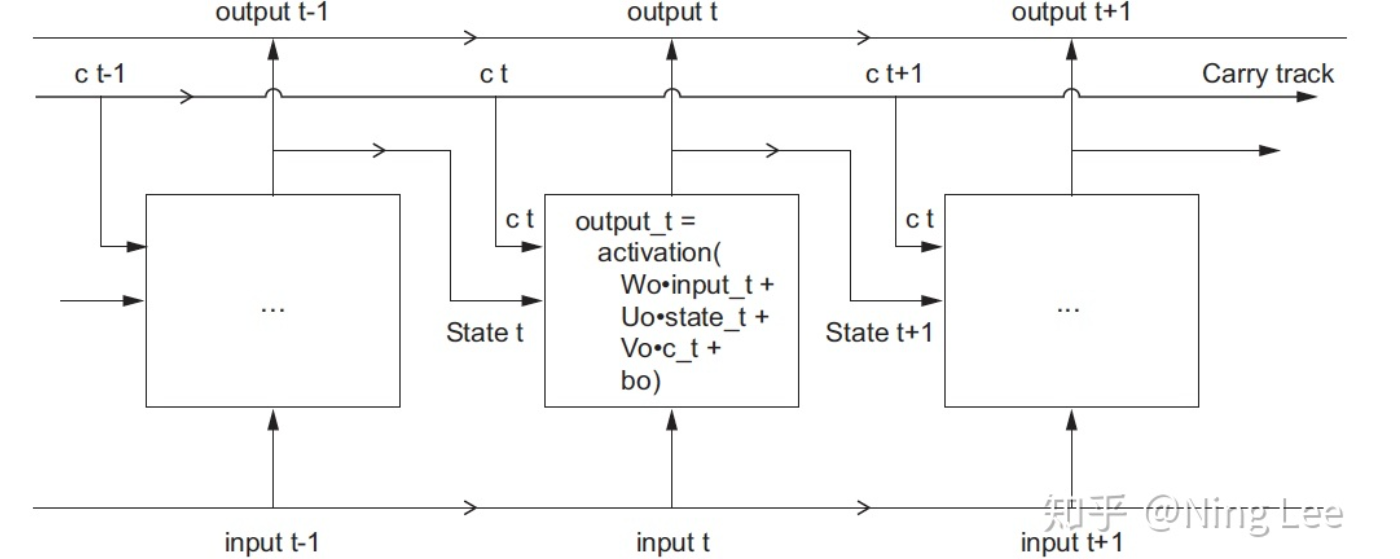 output t-1
output t
output t+1
c t-1
c t
c t+1
Carry track
c t
output_t =
activation(
Wo•input_t +
Uo•state_t +
Vo•c_t +
bo)
c t
...
...
State t
State t+1
input t-1
input t
input t+1
知乎 @Ning Lee